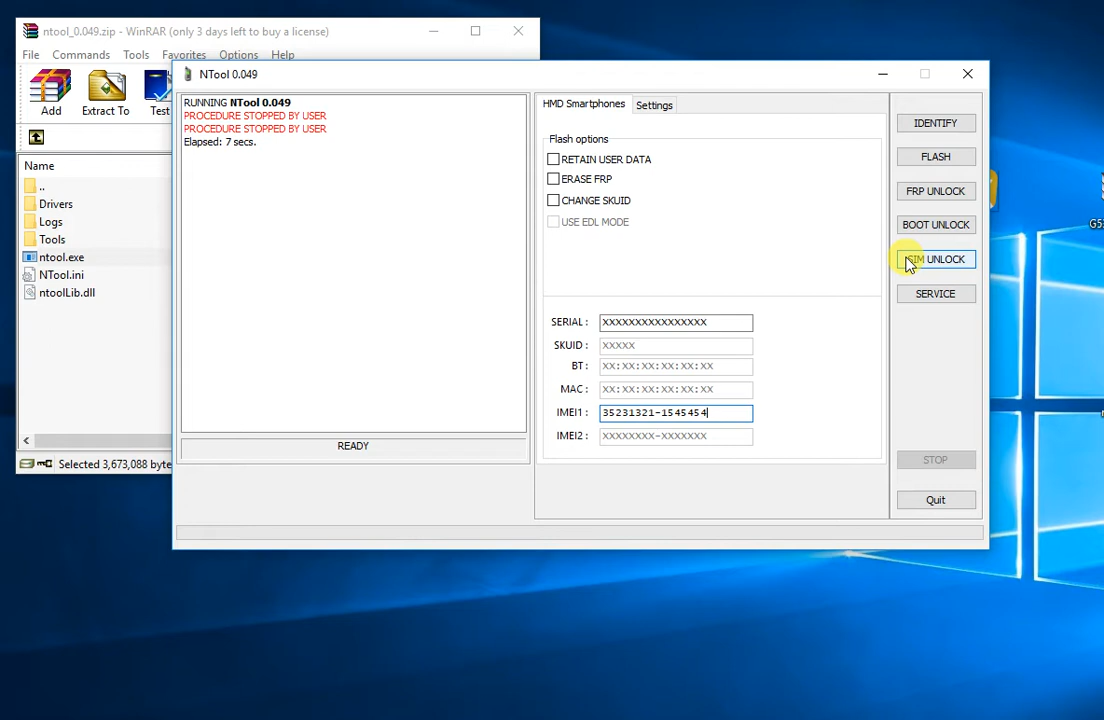 ntool_0.049.zip - WinRAR (only 3 days left to buy a license)
File Commands Tools Favorites Options Help
Add Extract To Test
Name
..
Drivers
Logs
Tools
ntool.exe
NTool.ini
ntoolLib.dll
Selected 3,673,088 byte
NTool 0.049
RUNNING NTool 0.049
PROCEDURE STOPPED BY USER
PROCEDURE STOPPED BY USER
Elapsed: 7 secs.
READY
HMD Smartphones Settings
Flash options
RETAIN USER DATA
ERASE FRP
CHANGE SKUID
USE EDL MODE
SERIAL : XXXXXXXXXXXXXXXX
SKUID : XXXXX
BT : XX:XX:XX:XX:XX:XX
MAC : XX:XX:XX:XX:XX:XX
IMEI1 : 35231321-1545454
IMEI2 : XXXXXXXX-XXXXXXX
IDENTIFY
FLASH
FRP UNLOCK
BOOT UNLOCK
SIM UNLOCK
SERVICE
STOP
Quit